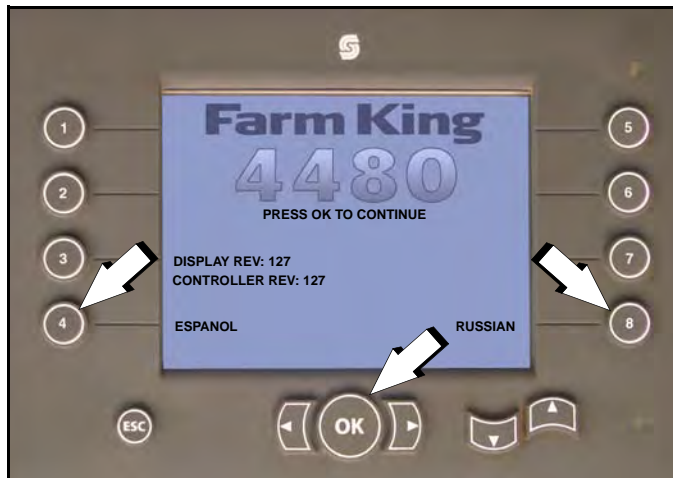 Farm King
4480
PRESS OK TO CONTINUE
DISPLAY REV: 127
CONTROLLER REV: 127
ESPANOL
RUSSIAN
1
2
3
4
5
6
7
8
ESC
OK